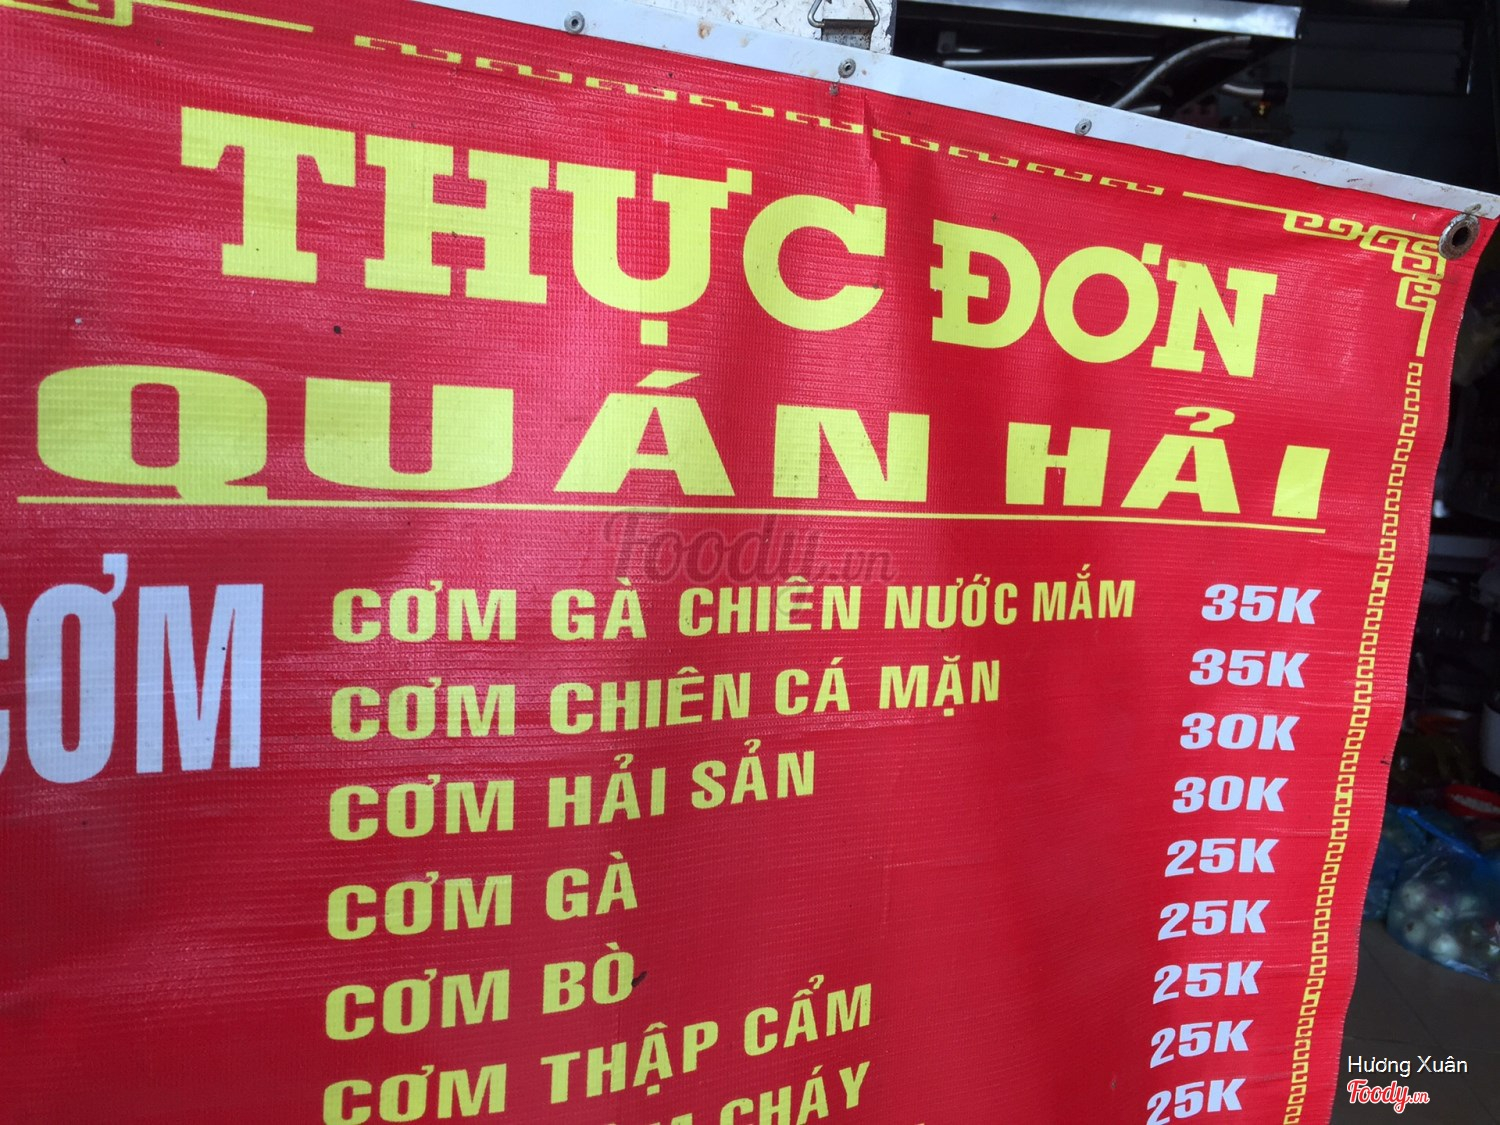 THỰC ĐƠN
QUÁN HẢI
CƠM
CƠM GÀ CHIÊN NƯỚC MẮM 35K
CƠM CHIÊN CÁ MẶN 35K
CƠM HẢI SẢN 30K
CƠM GÀ 30K
CƠM BÒ 25K
CƠM THẬP CẨM 25K
CHÁY 25K
25K
25K
Foody.vn
Hương Xuân
Foody.vn